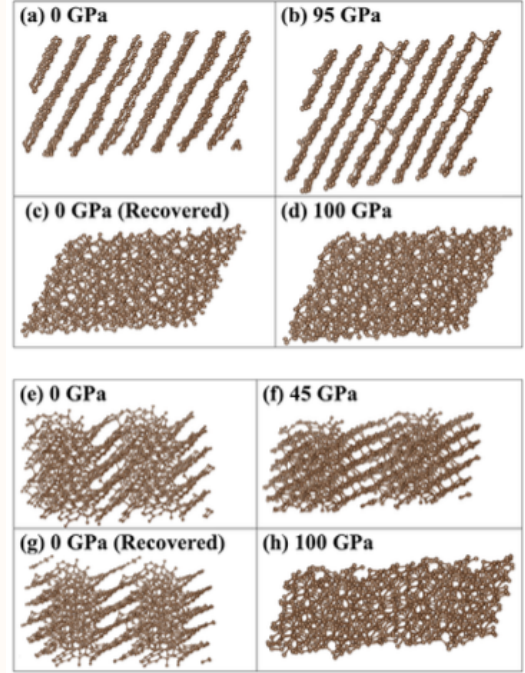 (a) 0 GPa
(b) 95 GPa
(c) 0 GPa (Recovered)
(d) 100 GPa
(e) 0 GPa
(f) 45 GPa
(g) 0 GPa (Recovered)
(h) 100 GPa